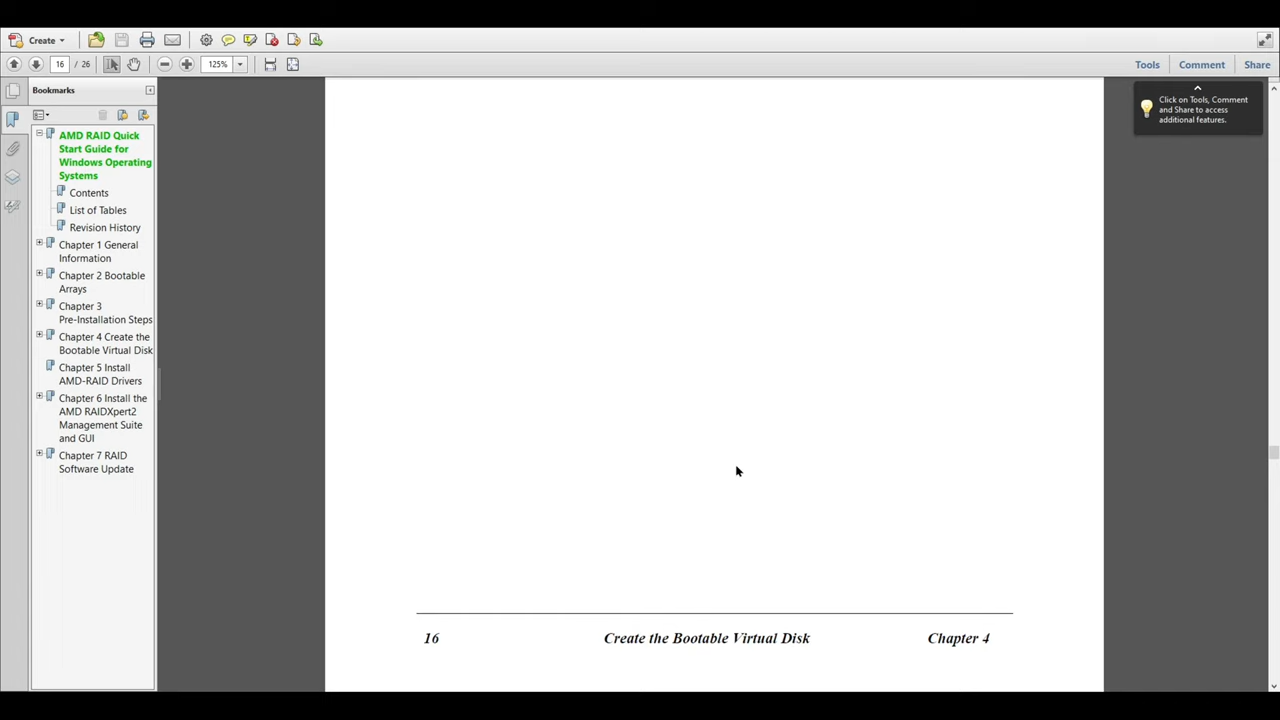 Create
16 / 26
125%
Tools
Comment
Share
Bookmarks
Click on Tools, Comment
and Share to access
additional features.
AMD RAID Quick
Start Guide for
Windows Operating
Systems
Contents
List of Tables
Revision History
Chapter 1 General
Information
Chapter 2 Bootable
Arrays
Chapter 3
Pre-Installation Steps
Chapter 4 Create the
Bootable Virtual Disk
Chapter 5 Install
AMD-RAID Drivers
Chapter 6 Install the
AMD RAIDXpert2
Management Suite
and GUI
Chapter 7 RAID
Software Update
16 Create the Bootable Virtual Disk Chapter 4